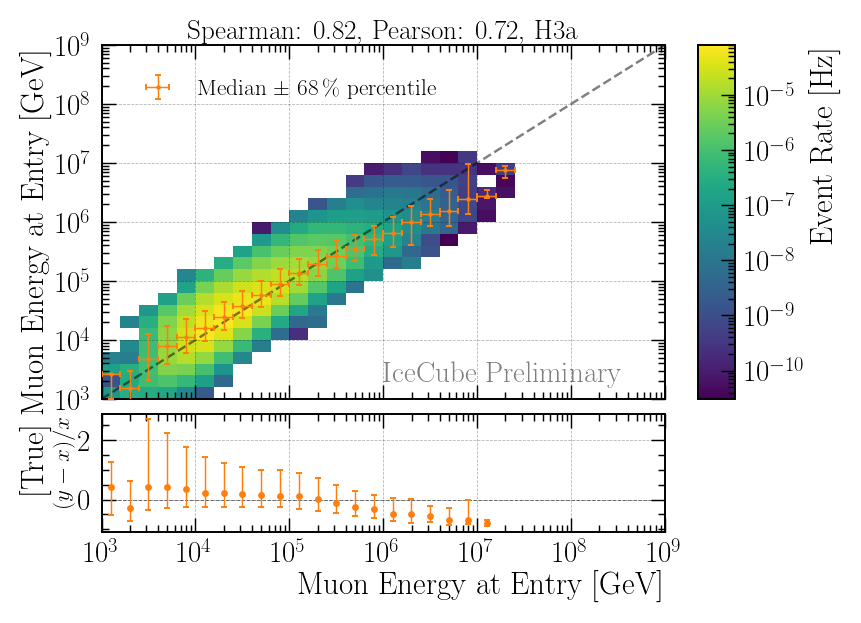 Spearman: 0.82, Pearson: 0.72, H3a
10^9
10^8
10^7
10^6
10^5
10^4
10^3
[True] Muon Energy at Entry [GeV]
Median ± 68 % percentile
IceCube Preliminary
10^-5
10^-6
10^-7
10^-8
10^-9
10^-10
Event Rate [Hz]
(y − x)/x
2
0
10^3 10^4 10^5 10^6 10^7 10^8 10^9
Muon Energy at Entry [GeV]